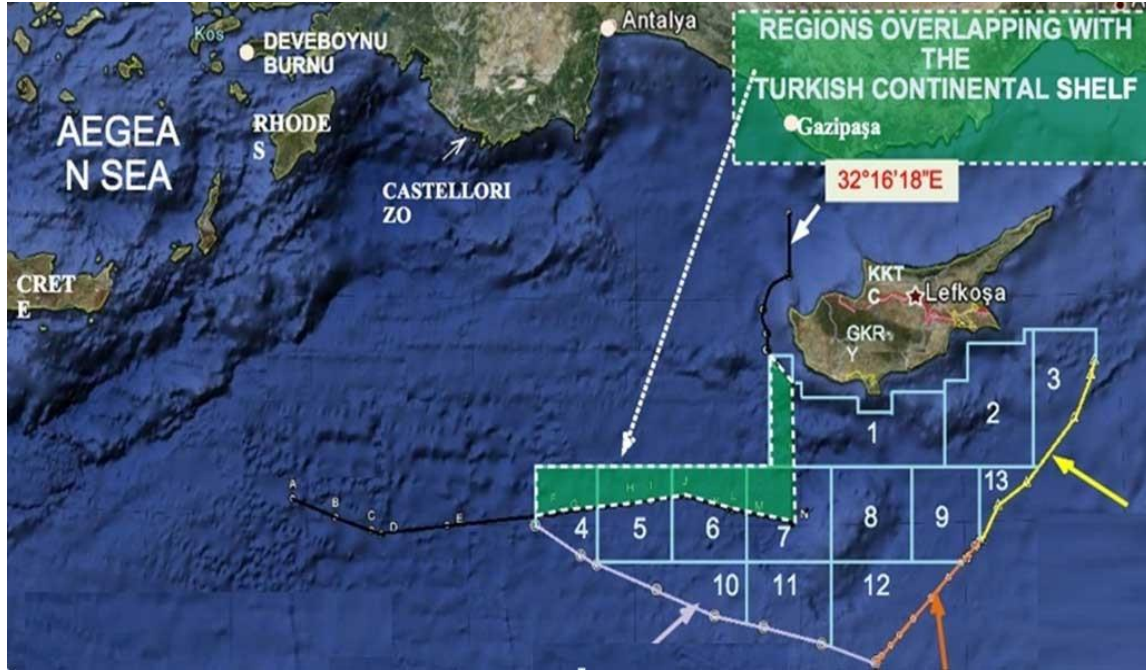 Kos
DEVEBOYNU
BURNU
Antalya
REGIONS OVERLAPPING WITH
THE
TURKISH CONTINENTAL SHELF
AEGEA
N SEA
RHODE
S
Gazipaşa
CASTELLORI
ZO
32°16'18"E
CRET
E
KKT
C
Lefkoşa
GKR
Y
3
2
1
A
B
C
D
E
F
G
H
I
J
L
M
N
4
5
6
7
8
9
13
10
11
12